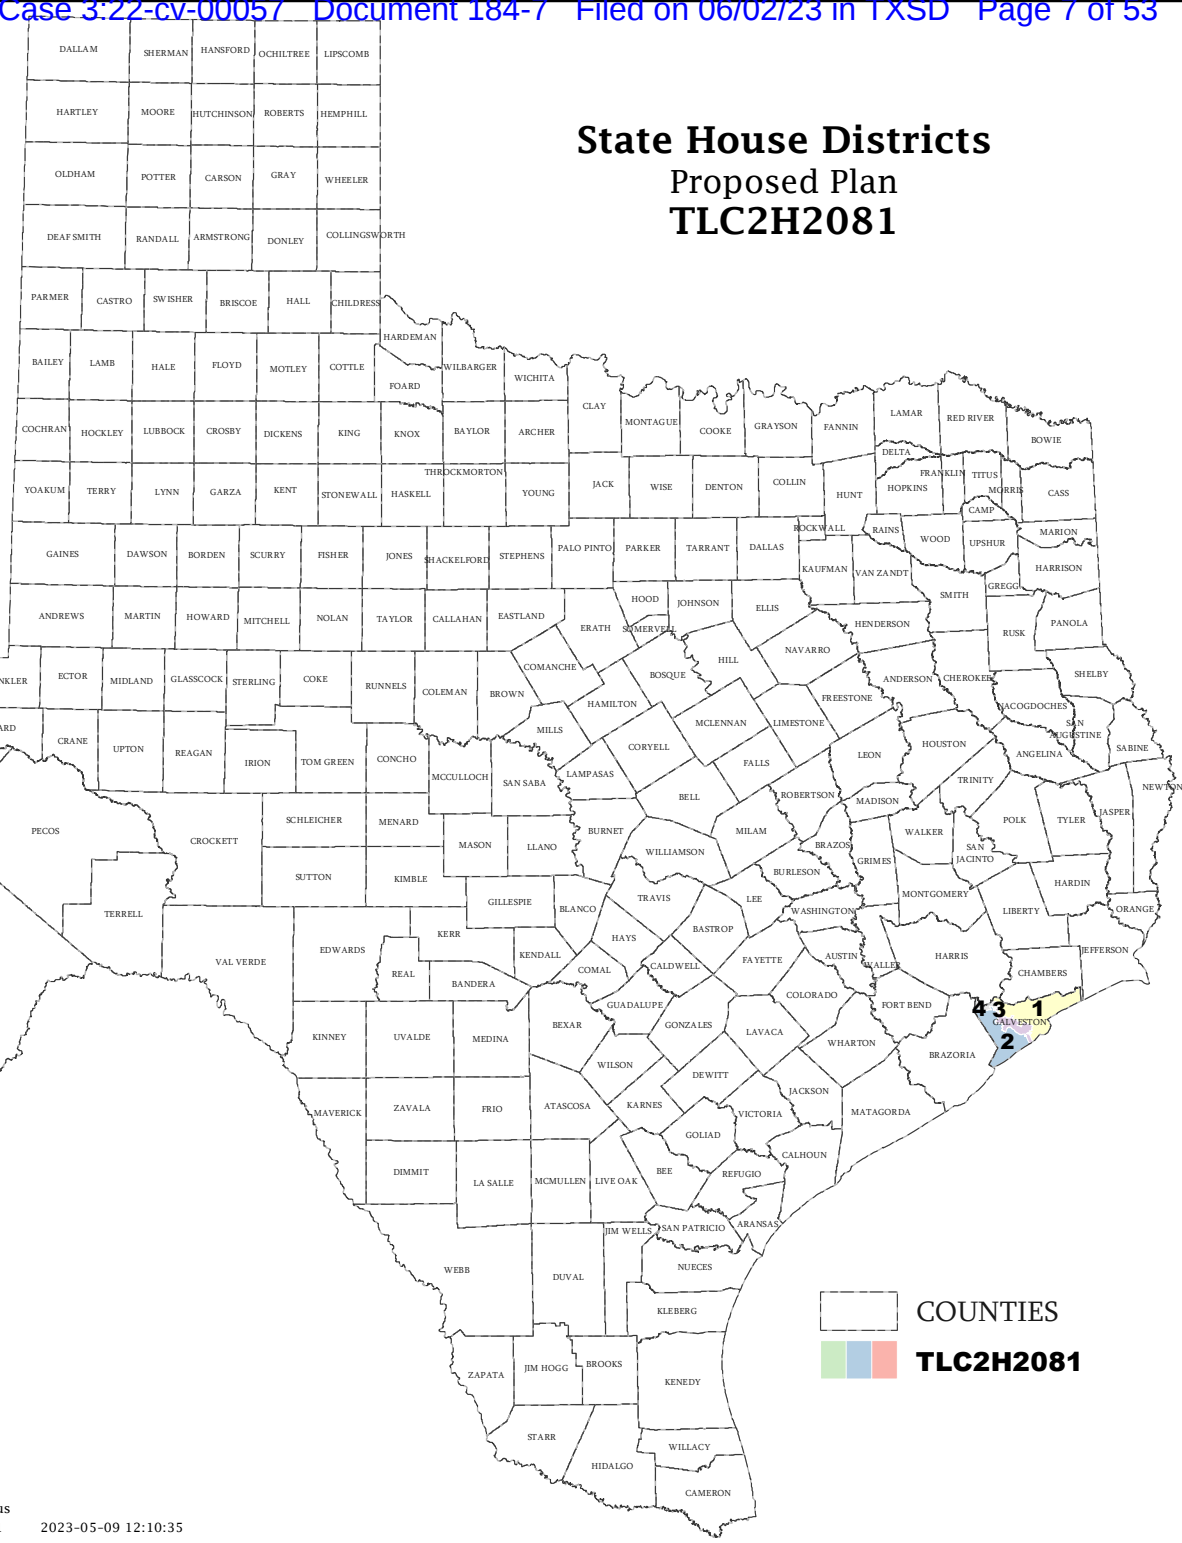 Case 3:22-cv-00057 Document 184-7 Filed on 06/02/23 in TXSD Page 7 of 53
State House Districts
Proposed Plan
TLC2H2081
DALLAM SHERMAN HANSFORD OCHILTREE LIPSCOMB
HARTLEY MOORE HUTCHINSON ROBERTS HEMPHILL
OLDHAM POTTER CARSON GRAY WHEELER
DEAF SMITH RANDALL ARMSTRONG DONLEY COLLINGSWORTH
PARMER CASTRO SWISHER BRISCOE HALL CHILDRESS
HARDEMAN
BAILEY LAMB HALE FLOYD MOTLEY COTTLE FOARD WILBARGER WICHITA
CLAY MONTAGUE COOKE GRAYSON FANNIN LAMAR RED RIVER BOWIE
COCHRAN HOCKLEY LUBBOCK CROSBY DICKENS KING KNOX BAYLOR ARCHER
DELTA
YOAKUM TERRY LYNN GARZA KENT STONEWALL HASKELL THROCKMORTON YOUNG JACK WISE DENTON COLLIN HUNT HOPKINS FRANKLIN TITUS MORRIS CASS
CAMP
GAINES DAWSON BORDEN SCURRY FISHER JONES SHACKELFORD STEPHENS PALO PINTO PARKER TARRANT DALLAS ROCKWALL RAINS WOOD UPSHUR MARION
KAUFMAN VAN ZANDT SMITH GREGG HARRISON
ANDREWS MARTIN HOWARD MITCHELL NOLAN TAYLOR CALLAHAN EASTLAND ERATH HOOD SOMERVELL JOHNSON ELLIS HENDERSON RUSK PANOLA
NKLER ECTOR MIDLAND GLASSCOCK STERLING COKE RUNNELS COLEMAN BROWN COMANCHE BOSQUE HILL NAVARRO ANDERSON CHEROKEE SHELBY
HAMILTON FREESTONE NACOGDOCHES
ARD CRANE UPTON REAGAN IRION TOM GREEN CONCHO MILLS CORYELL MCLENNAN LIMESTONE LEON HOUSTON ANGELINA SAN
AUGUSTINE SABINE
MCCULLOCH SAN SABA LAMPASAS FALLS TRINITY NEWTON
BELL ROBERTSON MADISON
PECOS CROCKETT SCHLEICHER MENARD MASON LLANO BURNET WILLIAMSON MILAM BRAZOS GRIMES WALKER SAN
JACINTO POLK TYLER JASPER
SUTTON KIMBLE BURLESON MONTGOMERY HARDIN
TERRELL GILLESPIE BLANCO TRAVIS LEE WASHINGTON LIBERTY ORANGE
VAL VERDE EDWARDS KERR KENDALL HAYS BASTROP FAYETTE AUSTIN WALLER HARRIS JEFFERSON
REAL BANDERA COMAL CALDWELL CHAMBERS
GUADALUPE COLORADO FORT BEND
4 3 1
GALVESTON
2
KINNEY UVALDE MEDINA BEXAR GONZALES LAVACA WHARTON BRAZORIA
WILSON DEWITT
MAVERICK ZAVALA FRIO ATASCOSA KARNES VICTORIA JACKSON MATAGORDA
GOLIAD
DIMMIT LA SALLE MCMULLEN LIVE OAK BEE REFUGIO CALHOUN
JIM WELLS SAN PATRICIO ARANSAS
WEBB DUVAL NUECES
KLEBERG
ZAPATA JIM HOGG BROOKS KENEDY
STARR HIDALGO WILLACY
CAMERON
COUNTIES
TLC2H2081
us
2023-05-09 12:10:35